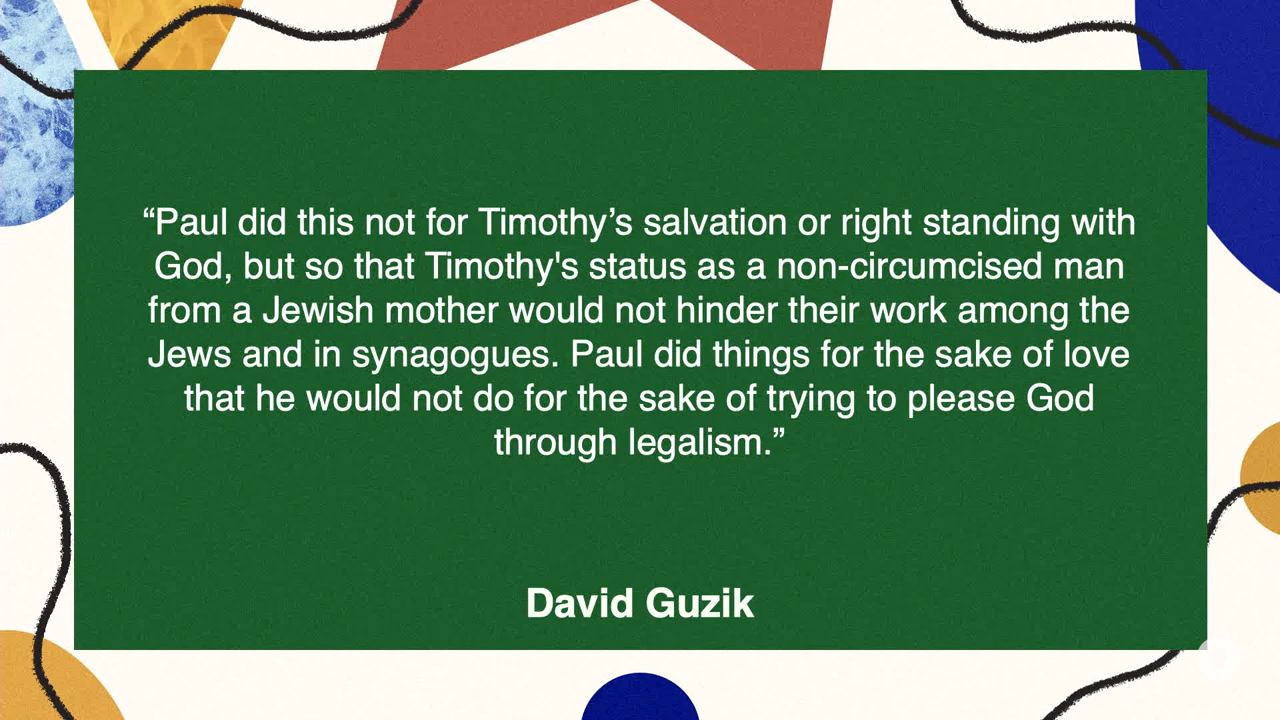 “Paul did this not for Timothy’s salvation or right standing with
God, but so that Timothy's status as a non-circumcised man
from a Jewish mother would not hinder their work among the
Jews and in synagogues. Paul did things for the sake of love
that he would not do for the sake of trying to please God
through legalism.”
David Guzik